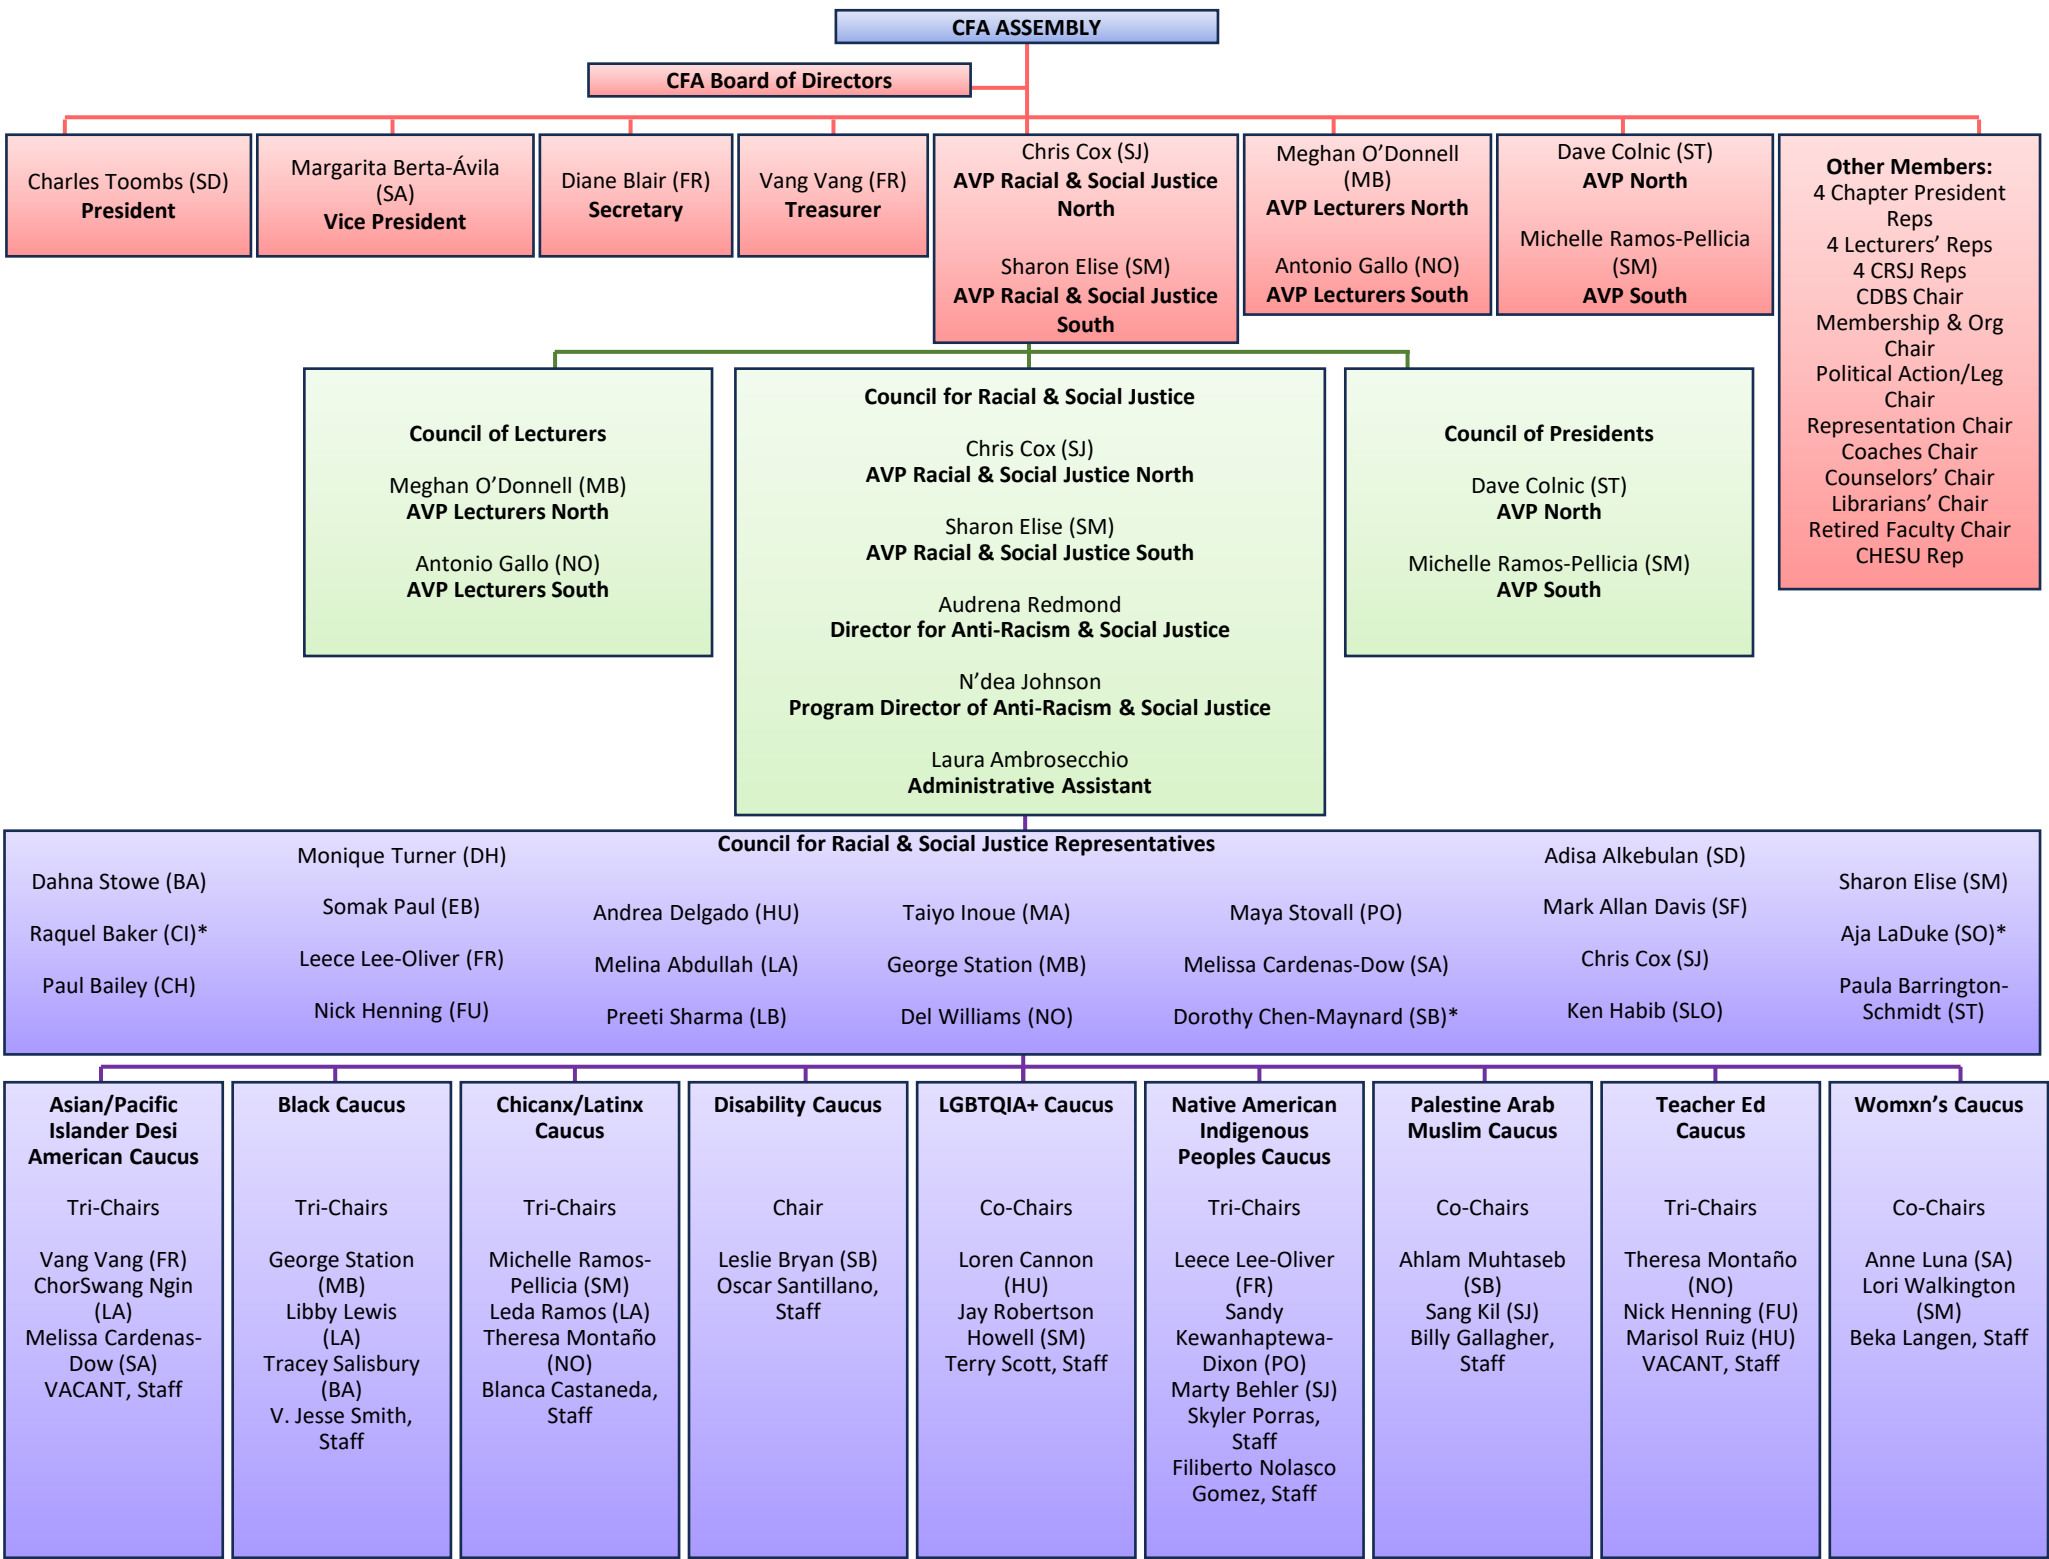 CFA ASSEMBLY
CFA Board of Directors
Charles Toombs (SD)
President
Margarita Berta-Ávila
(SA)
Vice President
Diane Blair (FR)
Secretary
Vang Vang (FR)
Treasurer
Chris Cox (SJ)
AVP Racial & Social Justice
North
Sharon Elise (SM)
AVP Racial & Social Justice
South
Meghan O’Donnell
(MB)
AVP Lecturers North
Antonio Gallo (NO)
AVP Lecturers South
Dave Colnic (ST)
AVP North
Michelle Ramos-Pellicia
(SM)
AVP South
Other Members:
4 Chapter President
Reps
4 Lecturers’ Reps
4 CRSJ Reps
CDBS Chair
Membership & Org
Chair
Political Action/Leg
Chair
Representation Chair
Coaches Chair
Counselors’ Chair
Librarians’ Chair
Retired Faculty Chair
CHESU Rep
Council of Lecturers
Meghan O’Donnell (MB)
AVP Lecturers North
Antonio Gallo (NO)
AVP Lecturers South
Council for Racial & Social Justice
Chris Cox (SJ)
AVP Racial & Social Justice North
Sharon Elise (SM)
AVP Racial & Social Justice South
Audrena Redmond
Director for Anti-Racism & Social Justice
N’dea Johnson
Program Director of Anti-Racism & Social Justice
Laura Ambrosecchio
Administrative Assistant
Council of Presidents
Dave Colnic (ST)
AVP North
Michelle Ramos-Pellicia (SM)
AVP South
Council for Racial & Social Justice Representatives
Dahna Stowe (BA)
Raquel Baker (CI)*
Paul Bailey (CH)
Monique Turner (DH)
Somak Paul (EB)
Leece Lee-Oliver (FR)
Nick Henning (FU)
Andrea Delgado (HU)
Melina Abdullah (LA)
Preeti Sharma (LB)
Taiyo Inoue (MA)
George Station (MB)
Del Williams (NO)
Maya Stovall (PO)
Melissa Cardenas-Dow (SA)
Dorothy Chen-Maynard (SB)*
Adisa Alkebulan (SD)
Mark Allan Davis (SF)
Chris Cox (SJ)
Ken Habib (SLO)
Sharon Elise (SM)
Aja LaDuke (SO)*
Paula Barrington-
Schmidt (ST)
Asian/Pacific
Islander Desi
American Caucus
Tri-Chairs
Vang Vang (FR)
ChorSwang Ngin
(LA)
Melissa Cardenas-
Dow (SA)
VACANT, Staff
Black Caucus
Tri-Chairs
George Station
(MB)
Libby Lewis
(LA)
Tracey Salisbury
(BA)
V. Jesse Smith,
Staff
Chicanx/Latinx
Caucus
Tri-Chairs
Michelle Ramos-
Pellicia (SM)
Leda Ramos (LA)
Theresa Montaño
(NO)
Blanca Castaneda,
Staff
Disability Caucus
Chair
Leslie Bryan (SB)
Oscar Santillano,
Staff
LGBTQIA+ Caucus
Co-Chairs
Loren Cannon
(HU)
Jay Robertson
Howell (SM)
Terry Scott, Staff
Native American
Indigenous
Peoples Caucus
Tri-Chairs
Leece Lee-Oliver
(FR)
Sandy
Kewanhaptewa-
Dixon (PO)
Marty Behler (SJ)
Skyler Porras,
Staff
Filiberto Nolasco
Gomez, Staff
Palestine Arab
Muslim Caucus
Co-Chairs
Ahlam Muhtaseb
(SB)
Sang Kil (SJ)
Billy Gallagher,
Staff
Teacher Ed
Caucus
Tri-Chairs
Theresa Montaño
(NO)
Nick Henning (FU)
Marisol Ruiz (HU)
VACANT, Staff
Womxn’s Caucus
Co-Chairs
Anne Luna (SA)
Lori Walkington
(SM)
Beka Langen, Staff